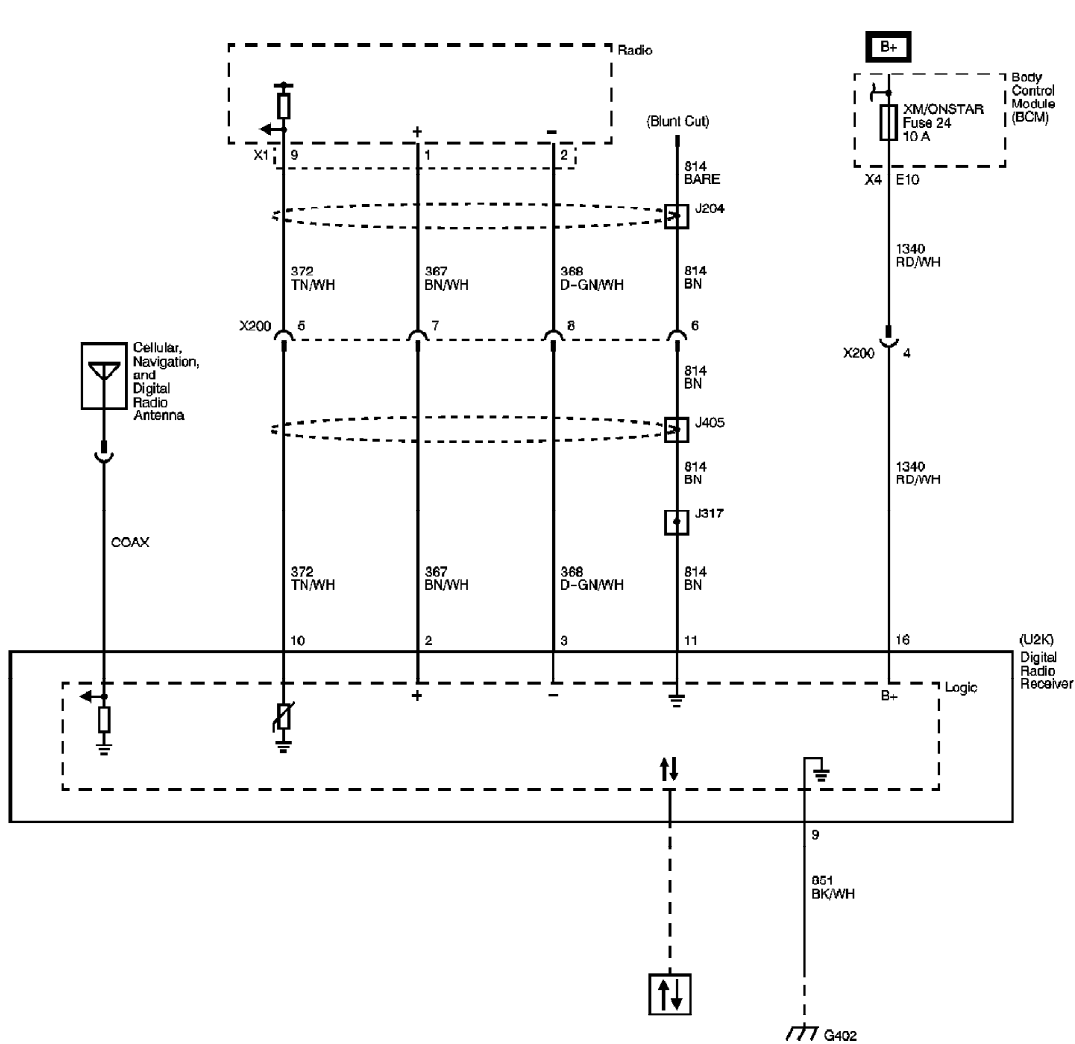 Radio
B+
Body
Control
Module
(BCM)
XM/ONSTAR
Fuse 24
10 A
(Blunt Cut)
+
−
X1
9
1
2
X4
E10
814
BARE
J204
1340
RD/WH
372
TN/WH
367
BN/WH
368
D-GN/WH
814
BN
X200
5
7
8
6
X200
4
Cellular,
Navigation,
and
Digital
Radio
Antenna
814
BN
J405
814
BN
1340
RD/WH
J317
COAX
372
TN/WH
367
BN/WH
368
D-GN/WH
814
BN
10
2
3
11
16
(U2K)
Digital
Radio
Receiver
Logic
+
−
B+
9
851
BK/WH
G402